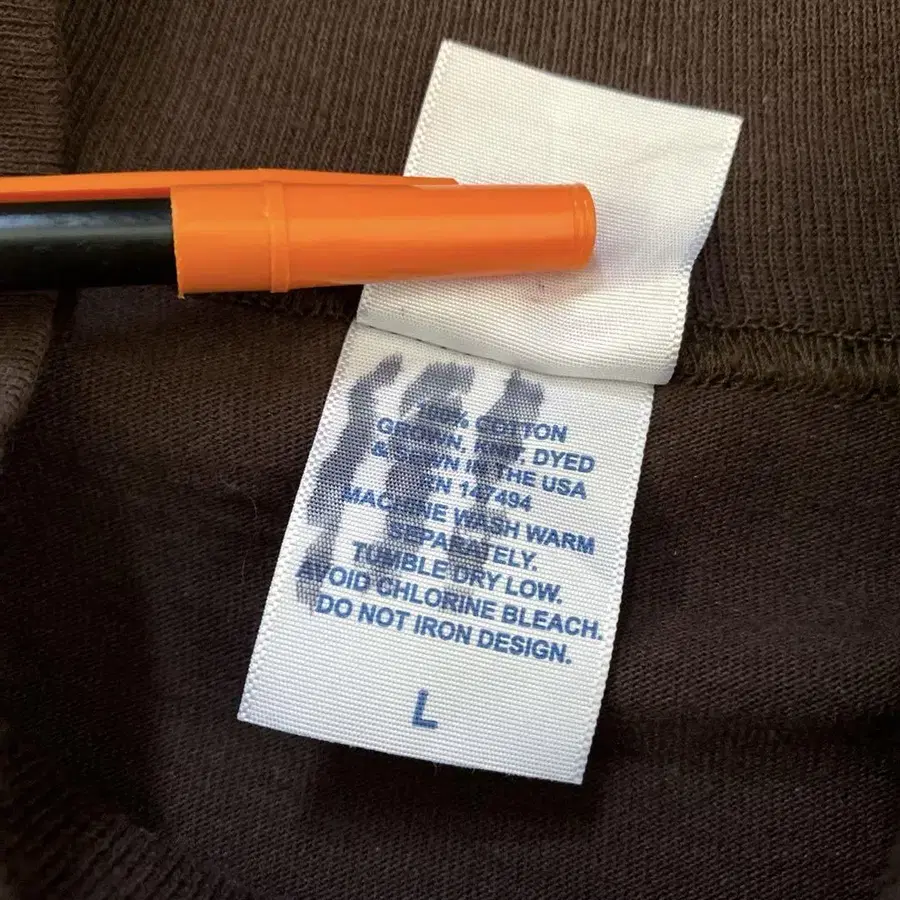 100% COTTON
GROWN, KNIT, DYED
& SEWN IN THE USA
RN 147494
MACHINE WASH WARM
SEPARATELY.
TUMBLE DRY LOW.
AVOID CHLORINE BLEACH.
DO NOT IRON DESIGN.
L